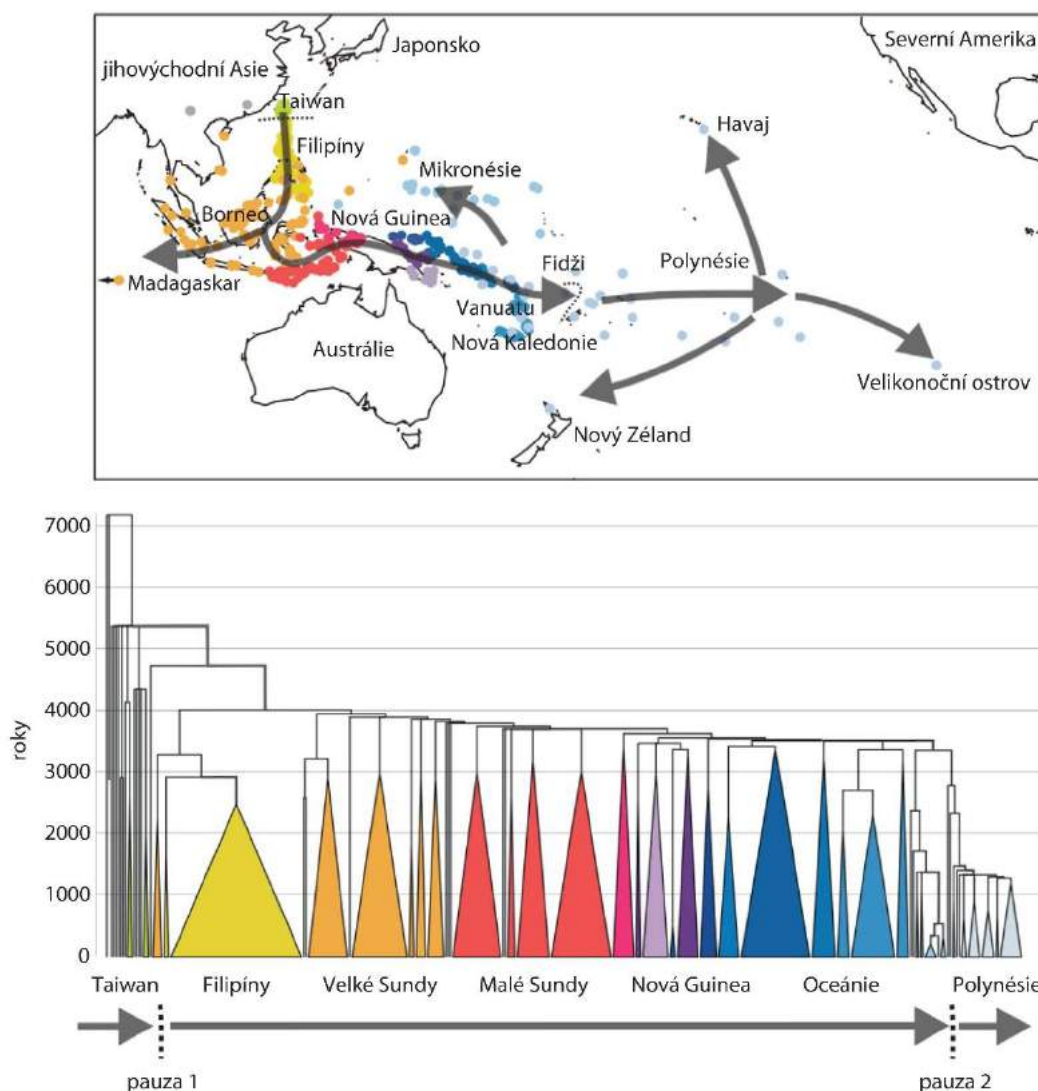 Japonsko
Severní Amerika
jihovýchodní Asie
Taiwan
Havaj
Filipíny
Mikronésie
Borneo
Nová Guinea
Fidži
Polynésie
Madagaskar
Vanuatu
Austrálie
Nová Kaledonie
Velikonoční ostrov
Nový Zéland
7000
6000
5000
4000
roky
3000
2000
1000
0
Taiwan Filipíny Velké Sundy Malé Sundy Nová Guinea Oceánie Polynésie
pauza 1 pauza 2